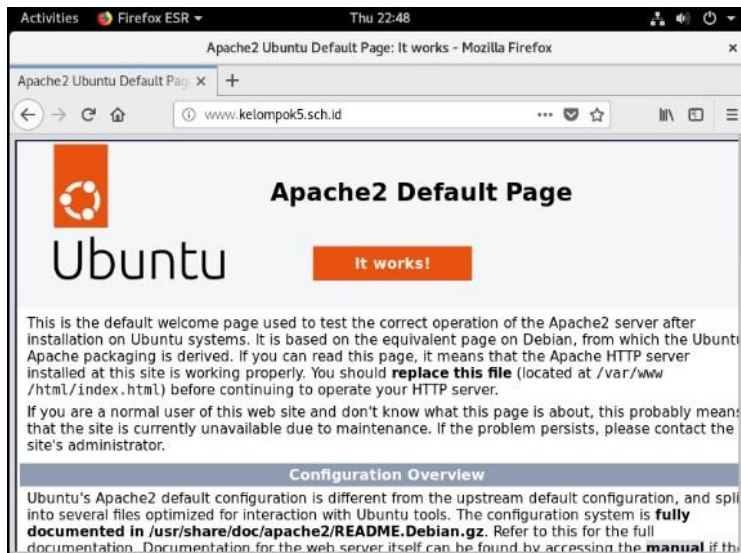 Activities Firefox ESR Thu 22:48
Apache2 Ubuntu Default Page: It works - Mozilla Firefox
Apache2 Ubuntu Default Pag
www.kelompok5.sch.id
Apache2 Default Page
Ubuntu
It works!
This is the default welcome page used to test the correct operation of the Apache2 server after
installation on Ubuntu systems. It is based on the equivalent page on Debian, from which the Ubuntu
Apache packaging is derived. If you can read this page, it means that the Apache HTTP server
installed at this site is working properly. You should replace this file (located at /var/www
/html/index.html) before continuing to operate your HTTP server.
If you are a normal user of this web site and don't know what this page is about, this probably means
that the site is currently unavailable due to maintenance. If the problem persists, please contact the
site's administrator.
Configuration Overview
Ubuntu's Apache2 default configuration is different from the upstream default configuration, and spli
into several files optimized for interaction with Ubuntu tools. The configuration system is fully
documented in /usr/share/doc/apache2/README.Debian.gz. Refer to this for the full
documentation. Documentation for the web server itself can be found by accessing the manual if the